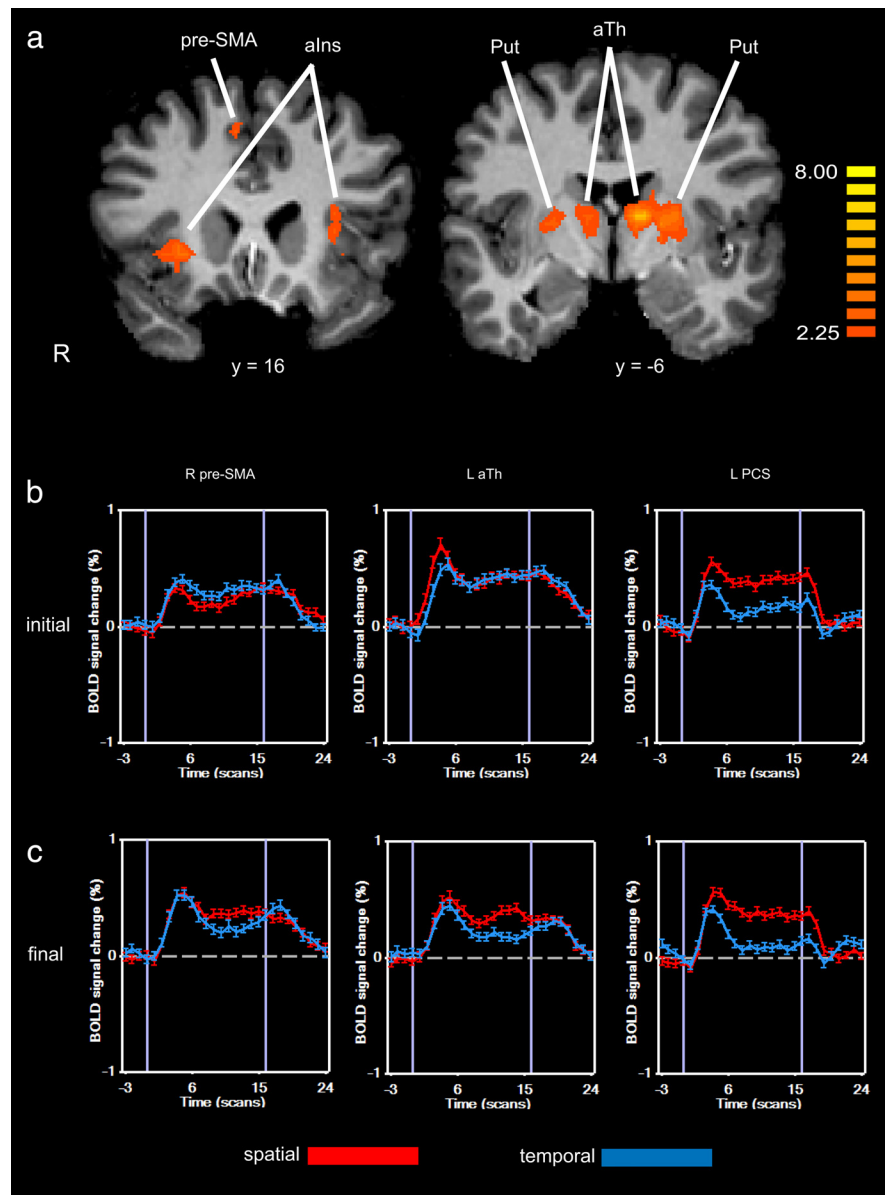 a
pre-SMA
aIns
Put
aTh
Put
8.00
2.25
R
y = 16
y = -6
b
R pre-SMA
L aTh
L PCS
initial
BOLD signal change (%)
1
0
-1
-3
6
15
24
Time (scans)
BOLD signal change (%)
1
0
-1
-3
6
15
24
Time (scans)
BOLD signal change (%)
1
0
-1
-3
6
15
24
Time (scans)
c
final
BOLD signal change (%)
1
0
-1
-3
6
15
24
Time (scans)
BOLD signal change (%)
1
0
-1
-3
6
15
24
Time (scans)
BOLD signal change (%)
1
0
-1
-3
6
15
24
Time (scans)
spatial
temporal